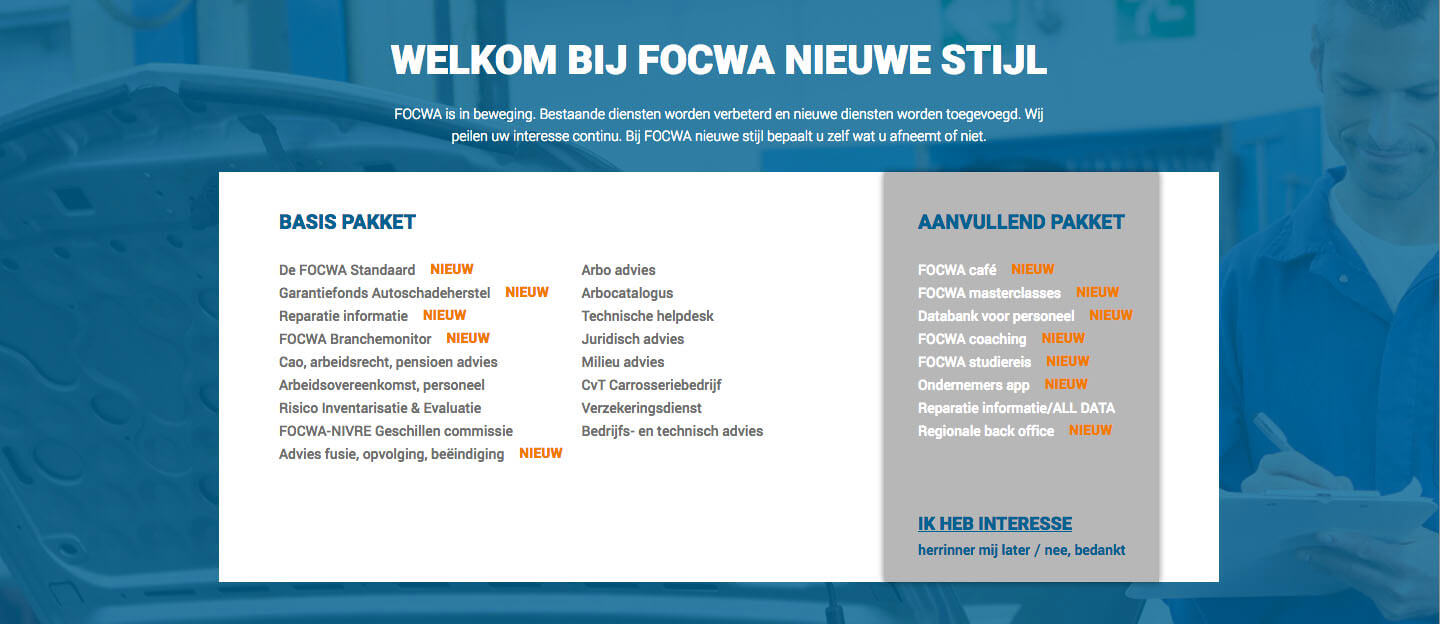 WELKOM BIJ FOCWA NIEUWE STIJL
FOCWA is in beweging. Bestaande diensten worden verbeterd en nieuwe diensten worden toegevoegd. Wij
peilen uw interesse continu. Bij FOCWA nieuwe stijl bepaalt u zelf wat u afneemt of niet.
BASIS PAKKET
De FOCWA Standaard NIEUW
Garantiefonds Autoschadeherstel NIEUW
Reparatie informatie NIEUW
FOCWA Branchemonitor NIEUW
Cao, arbeidsrecht, pensioen advies
Arbeidsovereenkomst, personeel
Risico Inventarisatie & Evaluatie
FOCWA-NIVRE Geschillen commissie
Advies fusie, opvolging, beëindiging NIEUW
Arbo advies
Arbocatalogus
Technische helpdesk
Juridisch advies
Milieu advies
CvT Carrosseriebedrijf
Verzekeringsdienst
Bedrijfs- en technisch advies
AANVULLEND PAKKET
FOCWA café NIEUW
FOCWA masterclasses NIEUW
Databank voor personeel NIEUW
FOCWA coaching NIEUW
FOCWA studiereis NIEUW
Ondernemers app NIEUW
Reparatie informatie/ALL DATA
Regionale back office NIEUW
IK HEB INTERESSE
herrinner mij later / nee, bedankt